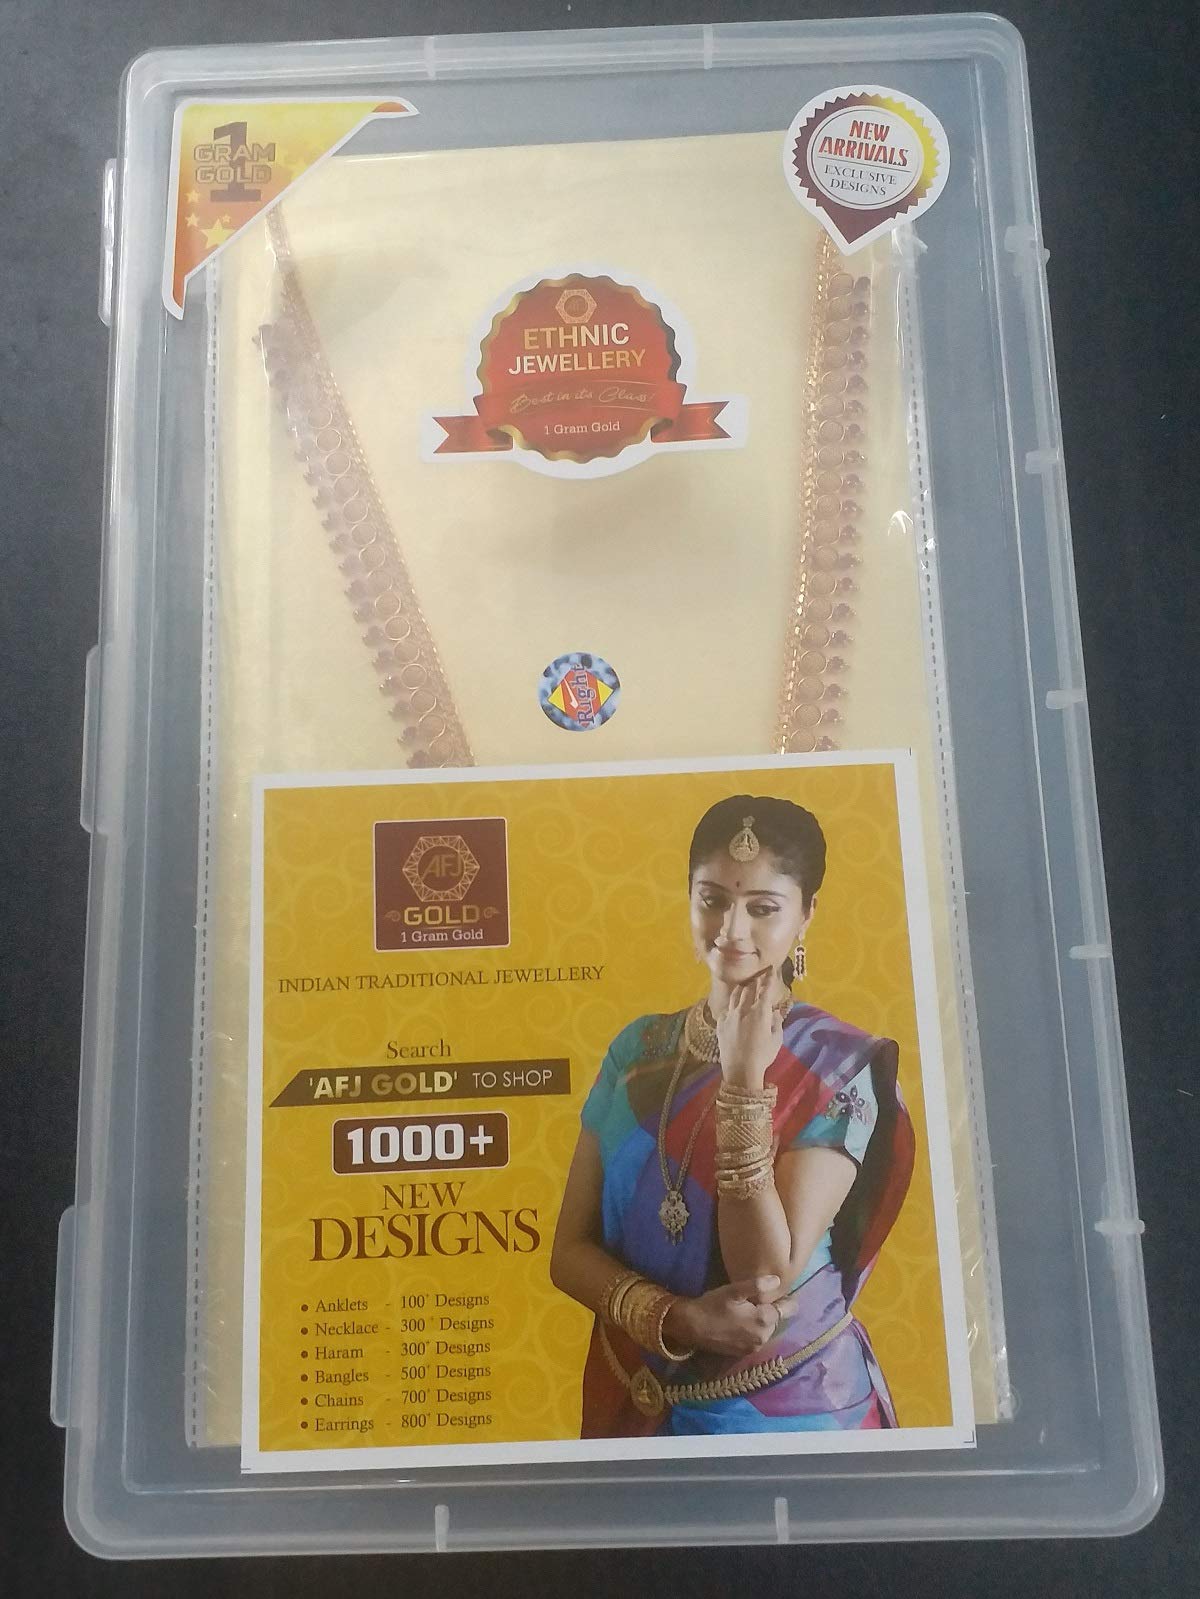 1
GRAM
GOLD
NEW
ARRIVALS
EXCLUSIVE
DESIGNS
ETHNIC
JEWELLERY
Best in its Class!
1 Gram Gold
Right
AFJ
GOLD
1 Gram Gold
INDIAN TRADITIONAL JEWELLERY
Search
'AFJ GOLD' TO SHOP
1000+
NEW
DESIGNS
• Anklets - 100+ Designs
• Necklace - 300+ Designs
• Haram - 300+ Designs
• Bangles - 500+ Designs
• Chains - 700+ Designs
• Earrings - 800+ Designs